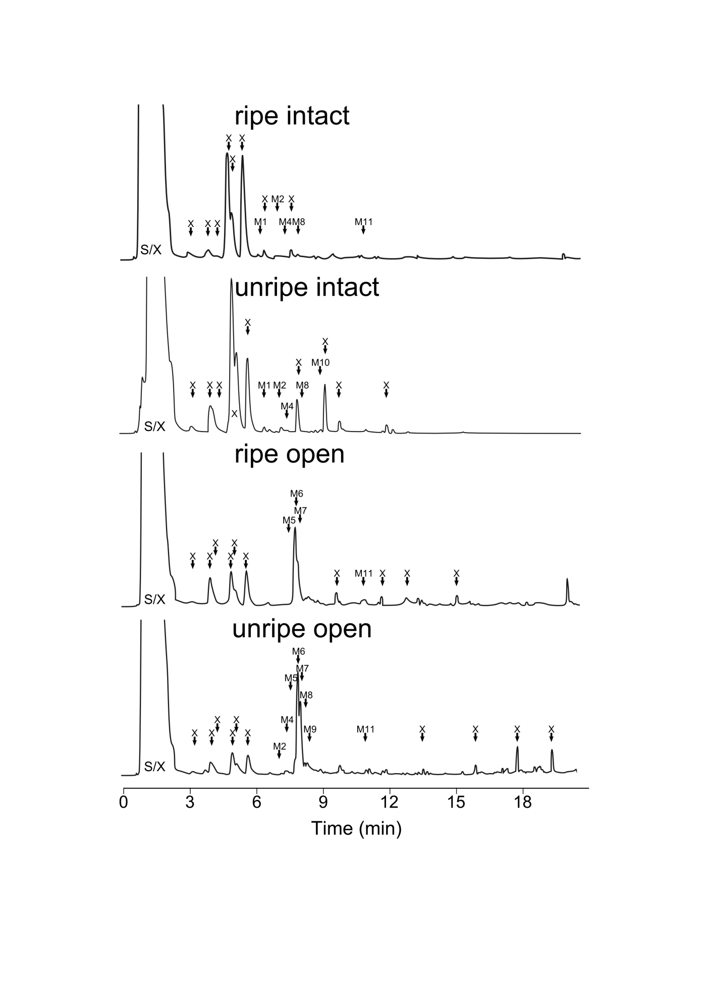 ripe intact
X X
X
X M2 X
M1 M4 M8 M11
X X X
S/X
unripe intact
X
X
X M10
X X X M1 M2 M8 X X
M4
X
S/X
ripe open
M6
M7
M5
X X
X X X X
X M11 X X X
S/X
unripe open
M6
M7
M5
M8
X X M4
M9 M11 X X X X
X X X X
M2
S/X
0 3 6 9 12 15 18
Time (min)